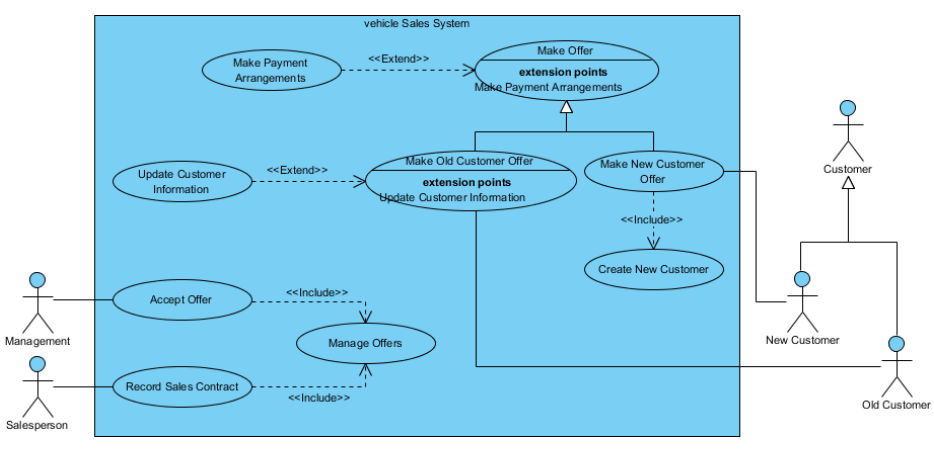 vehicle Sales System
Make Payment
Arrangements
<<Extend>>
Make Offer
extension points
Make Payment Arrangements
Customer
Update Customer
Information
<<Extend>>
Make Old Customer Offer
extension points
Update Customer Information
Make New Customer
Offer
<<Include>>
Create New Customer
Management
Accept Offer
<<Include>>
Manage Offers
New Customer
Salesperson
Record Sales Contract
<<Include>>
Old Customer